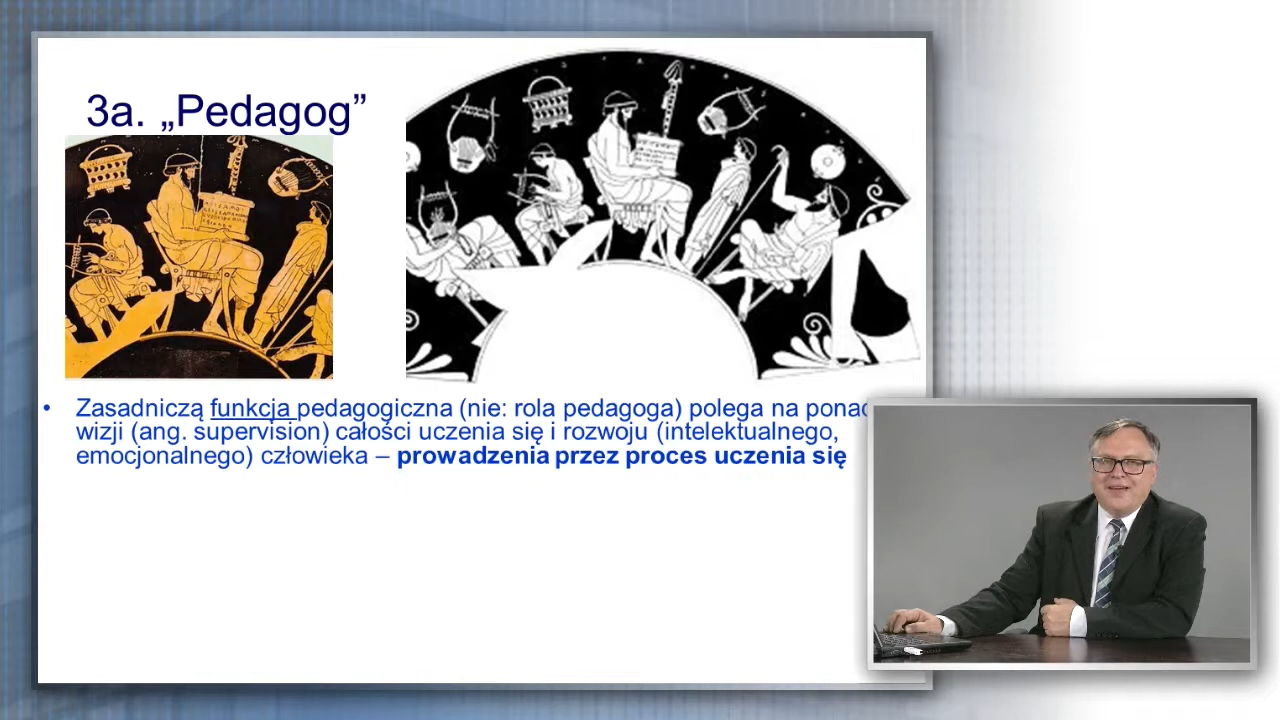 3a. „Pedagog”
• Zasadniczą funkcja pedagogiczna (nie: rola pedagoga) polega na
wizji (ang. supervision) całości uczenia się i rozwoju (intelektualnego,
emocjonalnego) człowieka – prowadzenia przez proces uczenia się